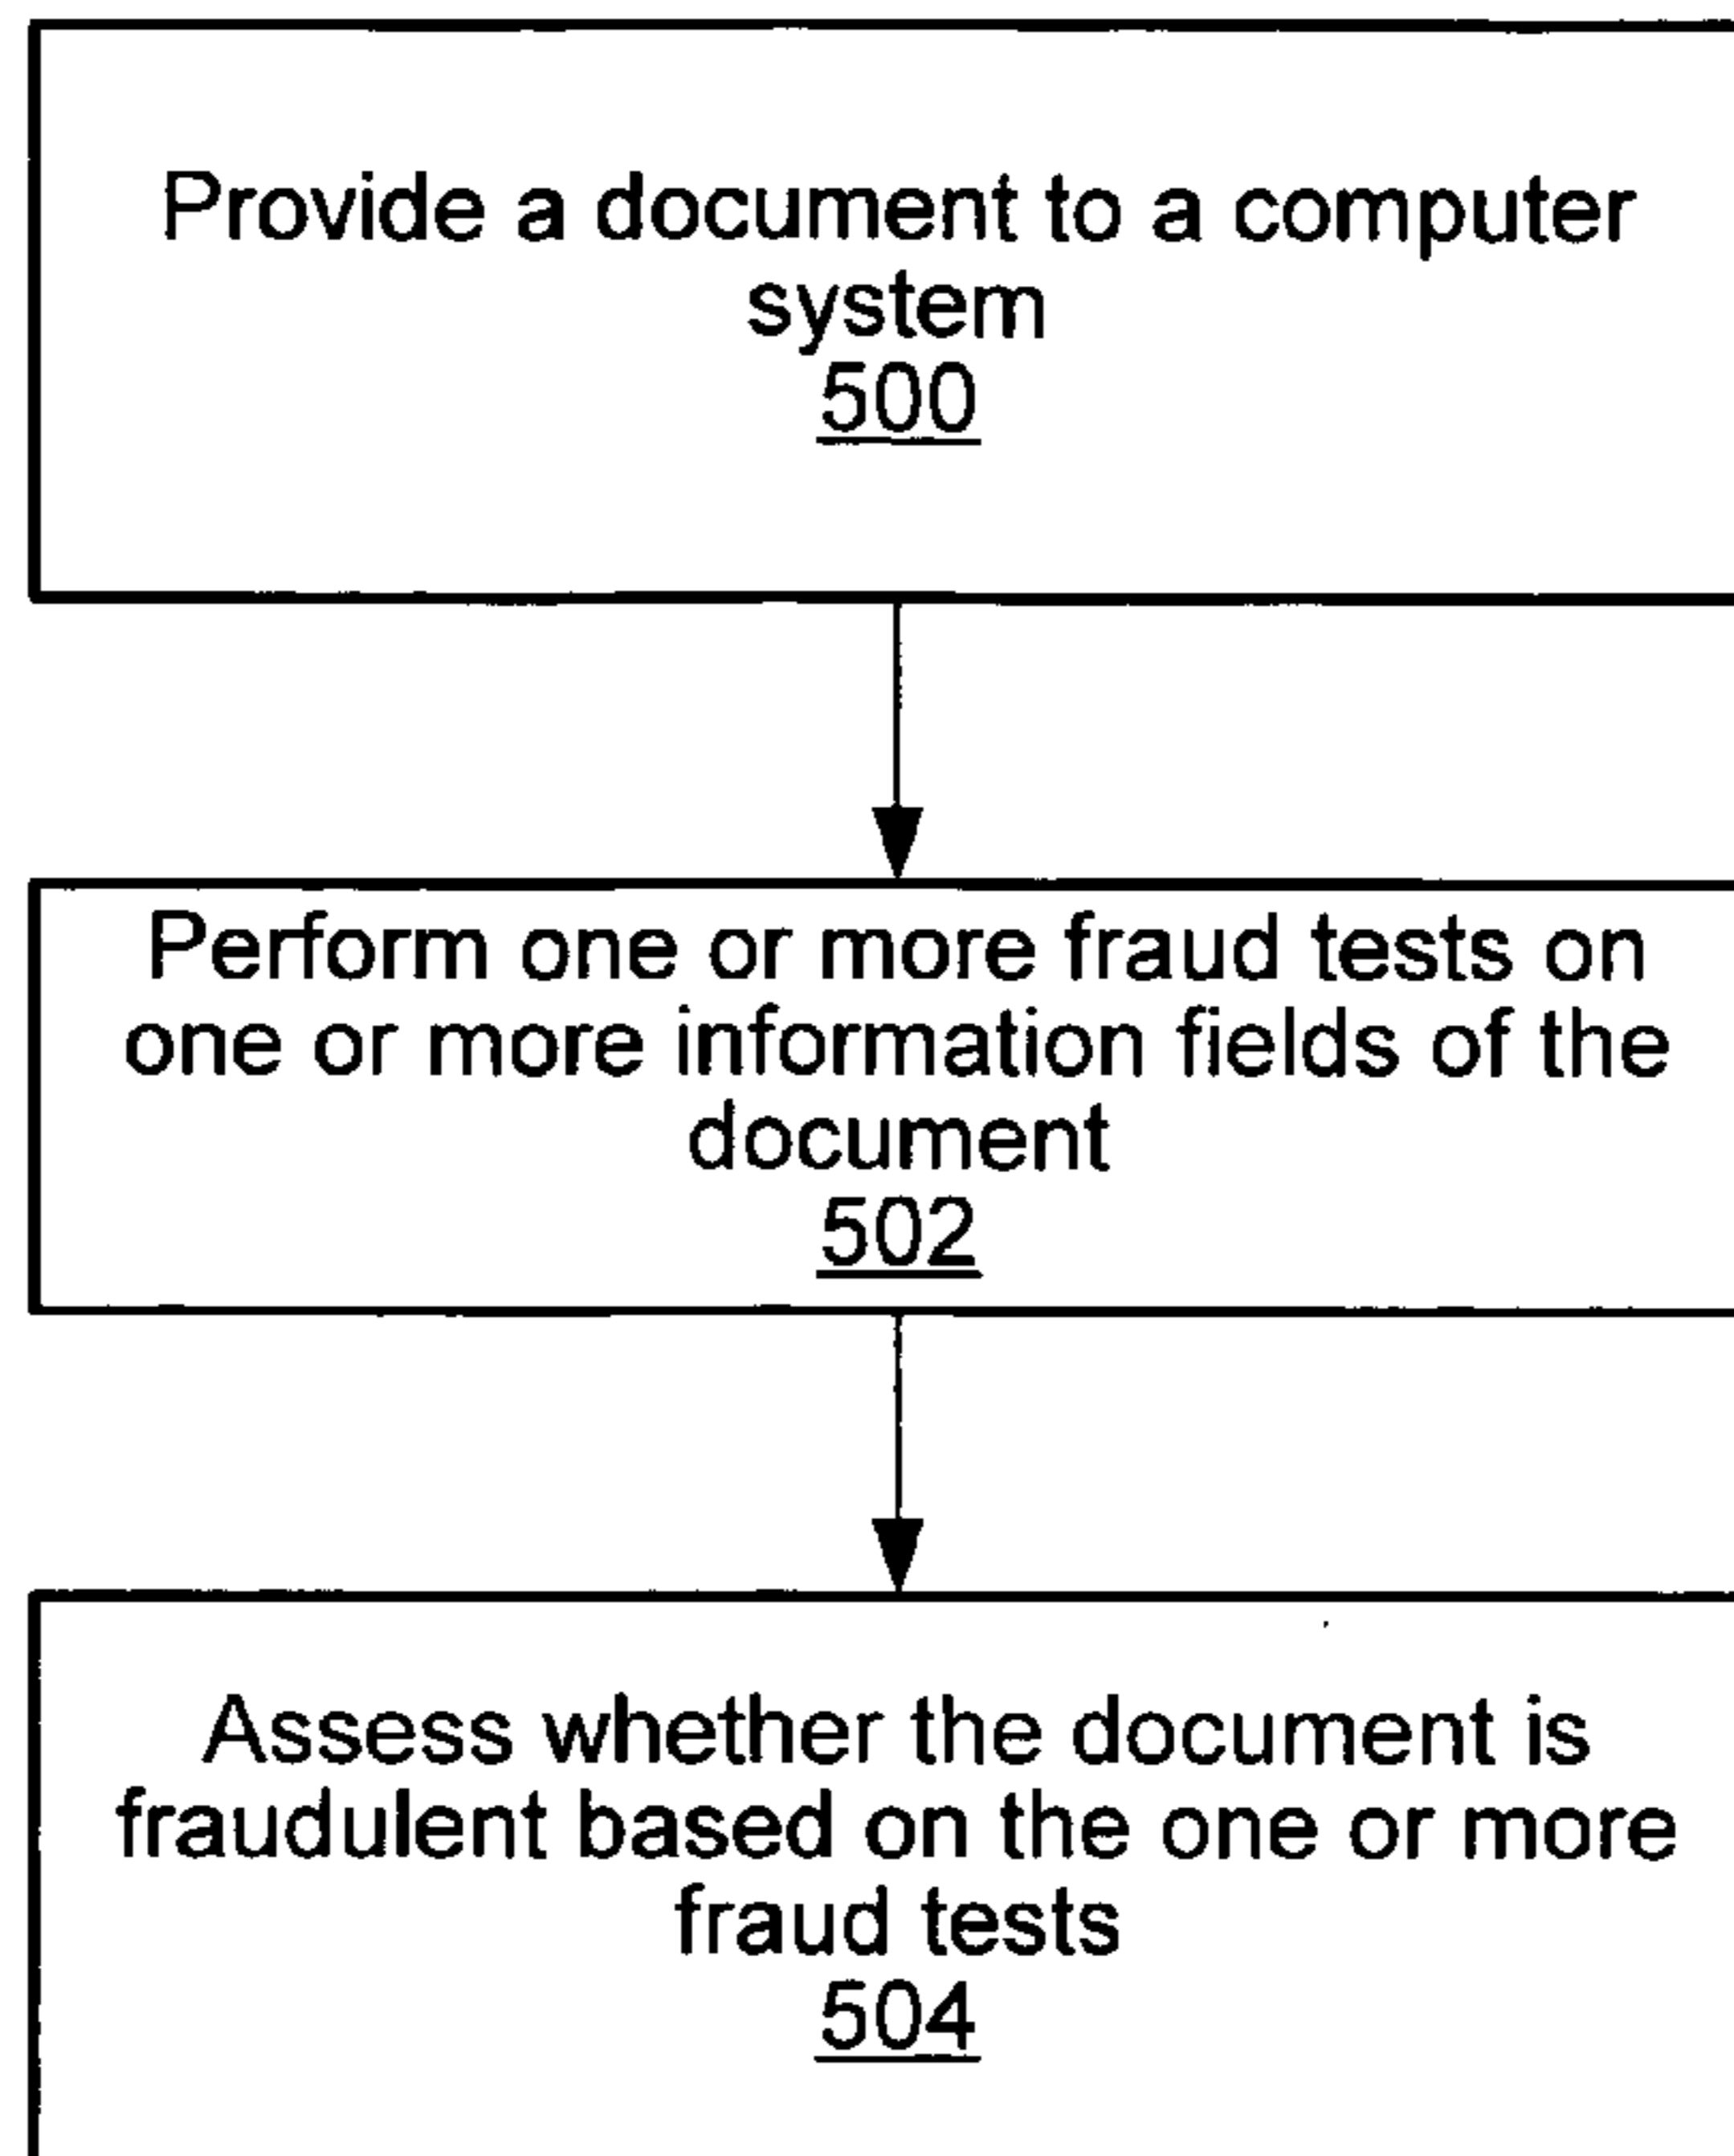 Provide a document to a computer
system
500
Perform one or more fraud tests on
one or more information fields of the
document
502
Assess whether the document is
fraudulent based on the one or more
fraud tests
504